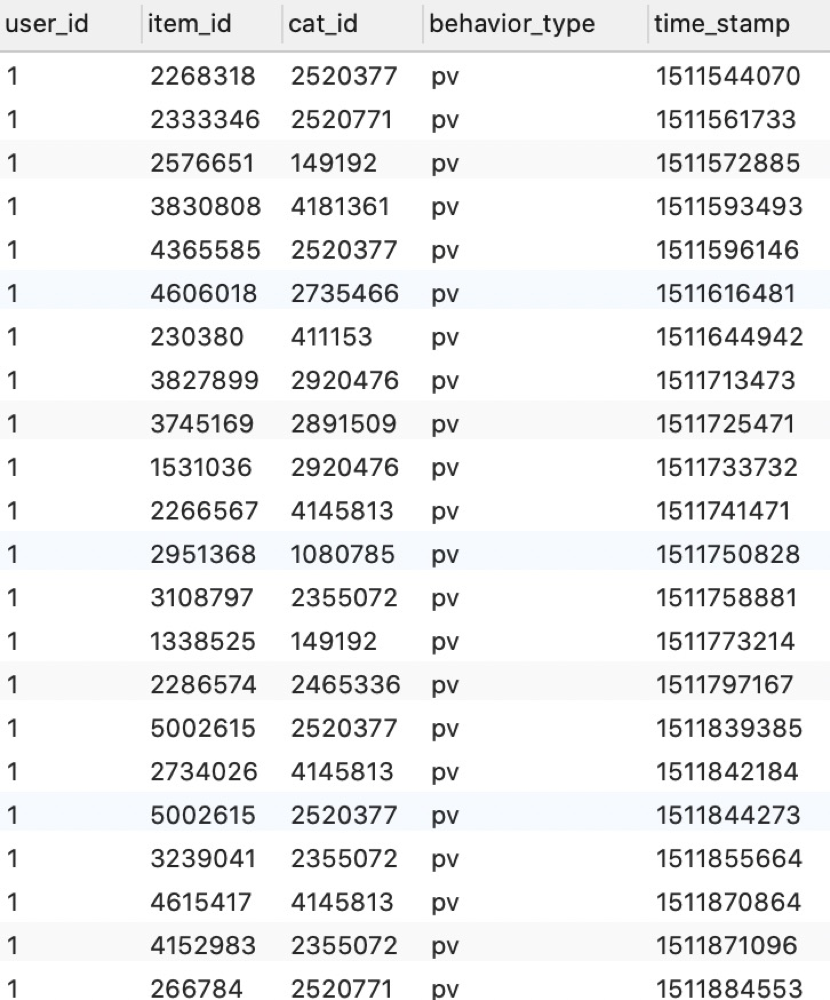 user_id item_id cat_id behavior_type time_stamp
1 2268318 2520377 pv 1511544070
1 2333346 2520771 pv 1511561733
1 2576651 149192 pv 1511572885
1 3830808 4181361 pv 1511593493
1 4365585 2520377 pv 1511596146
1 4606018 2735466 pv 1511616481
1 230380 411153 pv 1511644942
1 3827899 2920476 pv 1511713473
1 3745169 2891509 pv 1511725471
1 1531036 2920476 pv 1511733732
1 2266567 4145813 pv 1511741471
1 2951368 1080785 pv 1511750828
1 3108797 2355072 pv 1511758881
1 1338525 149192 pv 1511773214
1 2286574 2465336 pv 1511797167
1 5002615 2520377 pv 1511839385
1 2734026 4145813 pv 1511842184
1 5002615 2520377 pv 1511844273
1 3239041 2355072 pv 1511855664
1 4615417 4145813 pv 1511870864
1 4152983 2355072 pv 1511871096
1 266784 2520771 pv 1511884553